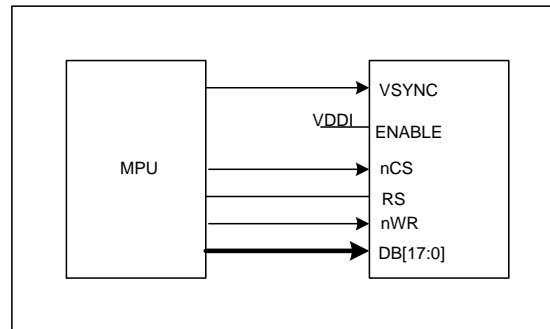 VSYNC
VDDI
ENABLE
MPU
nCS
RS
nWR
DB[17:0]